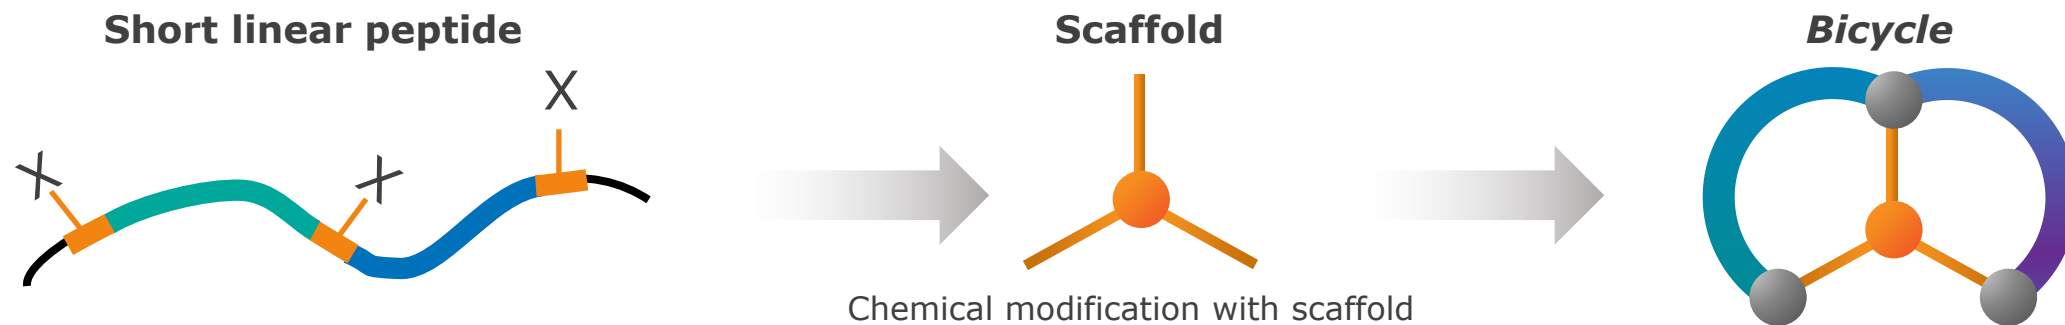 Short linear peptide
Scaffold
Bicycle
X
X
X
Chemical modification with scaffold